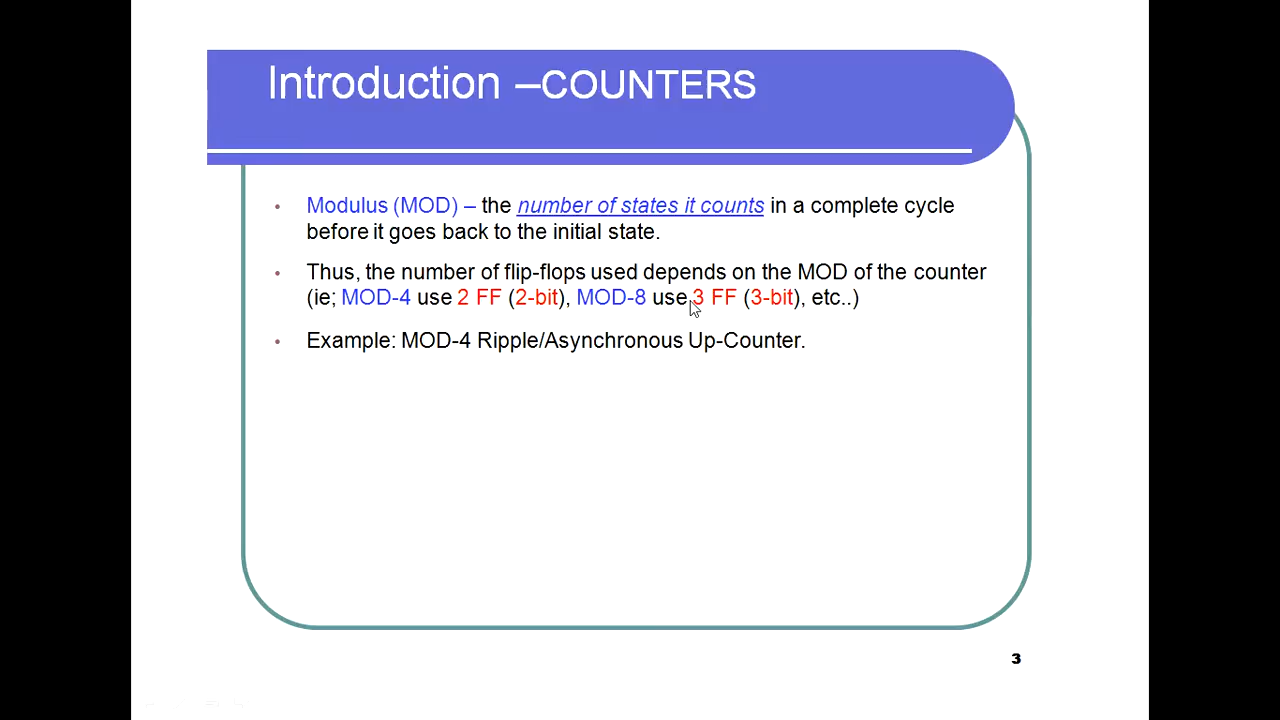 Introduction –COUNTERS
• Modulus (MOD) – the number of states it counts in a complete cycle
before it goes back to the initial state.
• Thus, the number of flip-flops used depends on the MOD of the counter
(ie; MOD-4 use 2 FF (2-bit), MOD-8 use 3 FF (3-bit), etc..)
• Example: MOD-4 Ripple/Asynchronous Up-Counter.
3